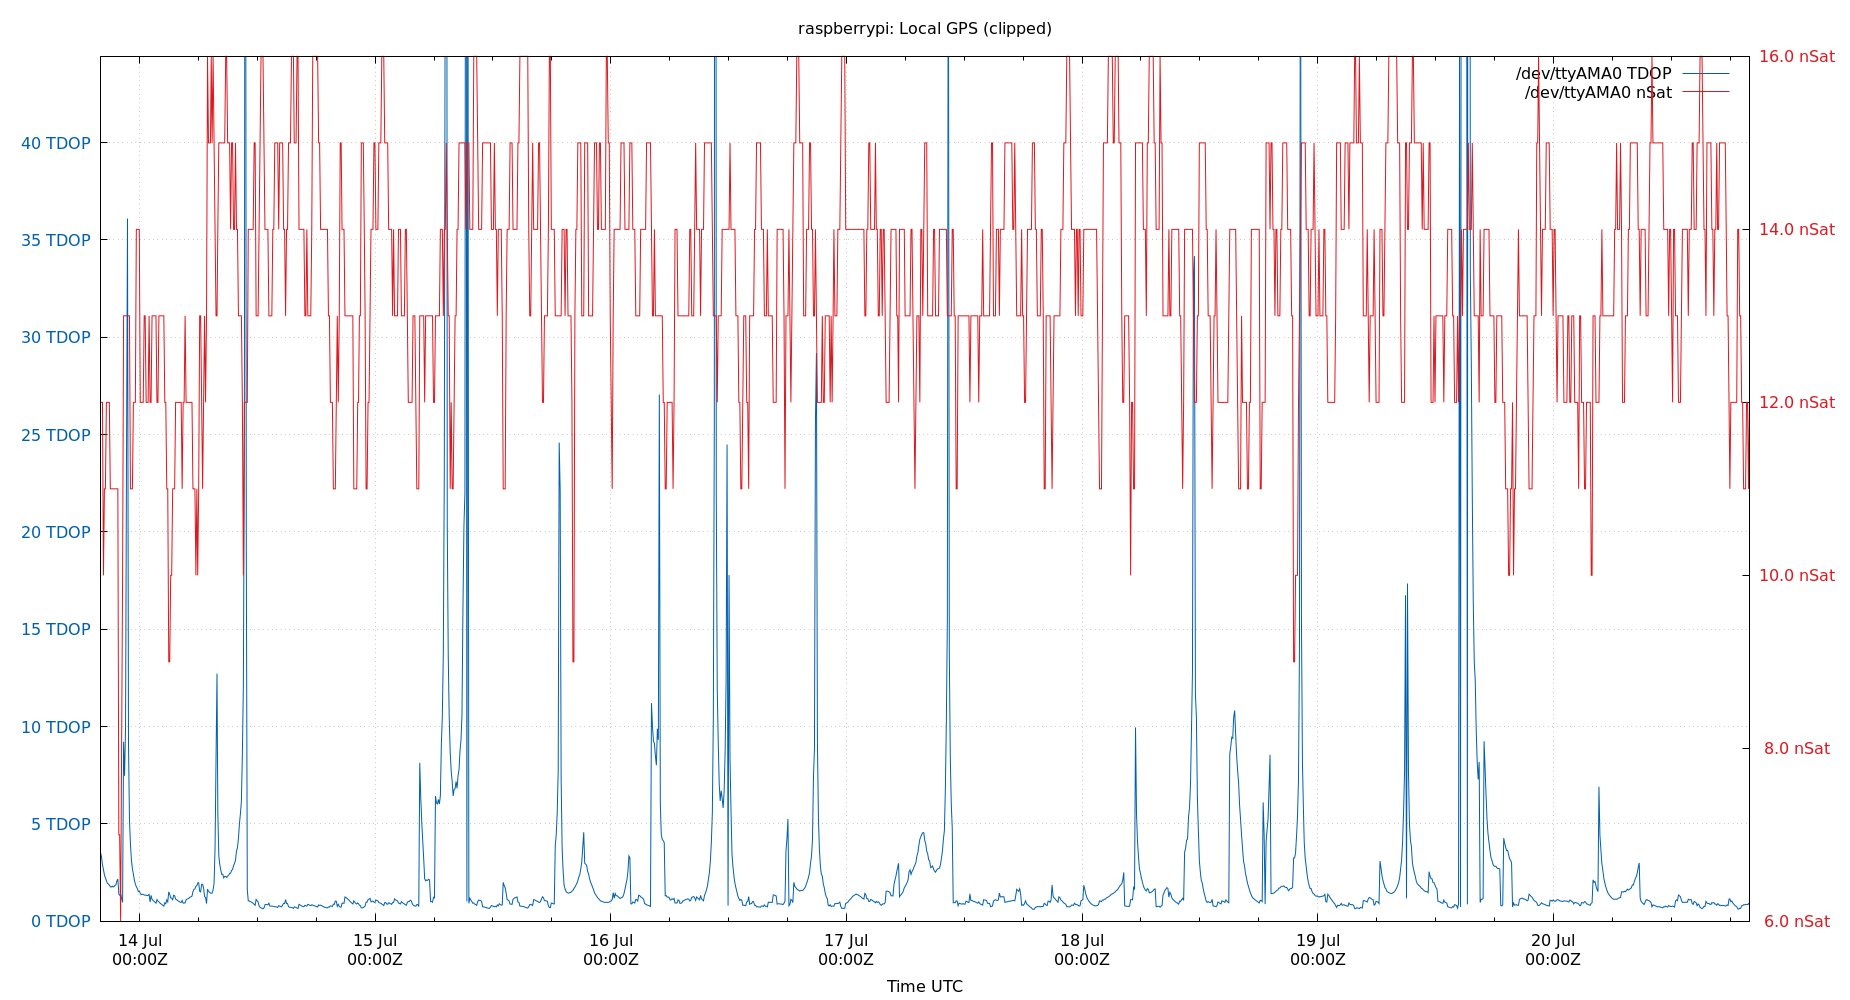 raspberrypi: Local GPS (clipped)
/dev/ttyAMA0 TDOP
/dev/ttyAMA0 nSat
40 TDOP
35 TDOP
30 TDOP
25 TDOP
20 TDOP
15 TDOP
10 TDOP
5 TDOP
0 TDOP
16.0 nSat
14.0 nSat
12.0 nSat
10.0 nSat
8.0 nSat
6.0 nSat
14 Jul 15 Jul 16 Jul 17 Jul 18 Jul 19 Jul 20 Jul
00:00Z 00:00Z 00:00Z 00:00Z 00:00Z 00:00Z 00:00Z
Time UTC